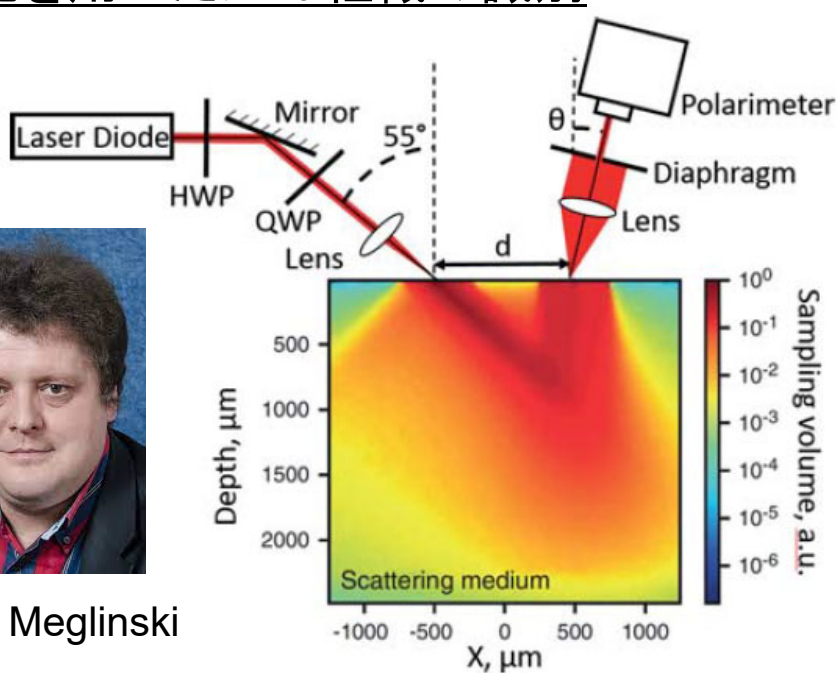 Laser Diode
HWP
Mirror
QWP
Lens
55°
d
θ
Polarimeter
Diaphragm
Lens
500
1000
1500
2000
Depth, μm
Scattering medium
-1000 -500 0 500 1000
X, μm
10⁰
10⁻¹
10⁻²
10⁻³
10⁻⁴
10⁻⁵
10⁻⁶
Sampling volume, a.u.
Meglinski